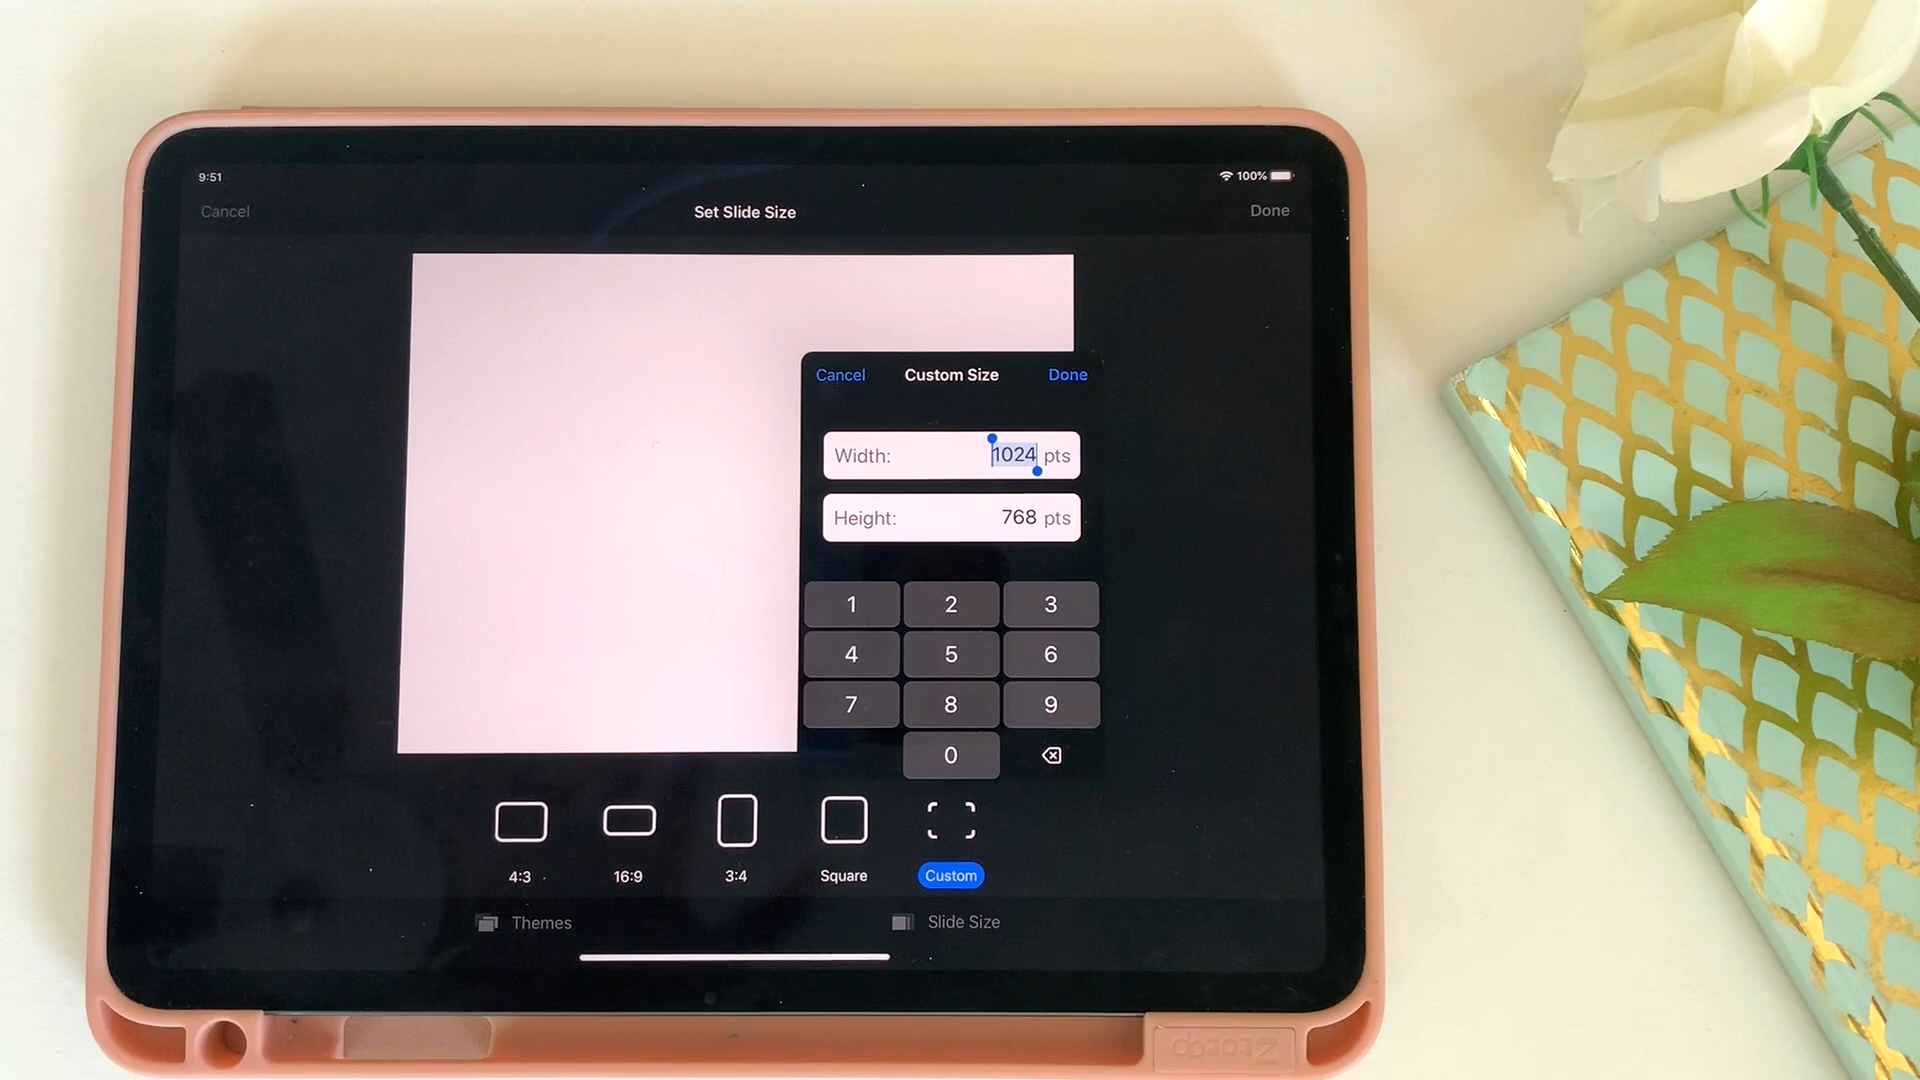 9:51
100%
Cancel
Set Slide Size
Done
Cancel
Custom Size
Done
Width: 1024 pts
Height: 768 pts
1 2 3
4 5 6
7 8 9
0
4:3
16:9
3:4
Square
Custom
Themes
Slide Size
Ztotop